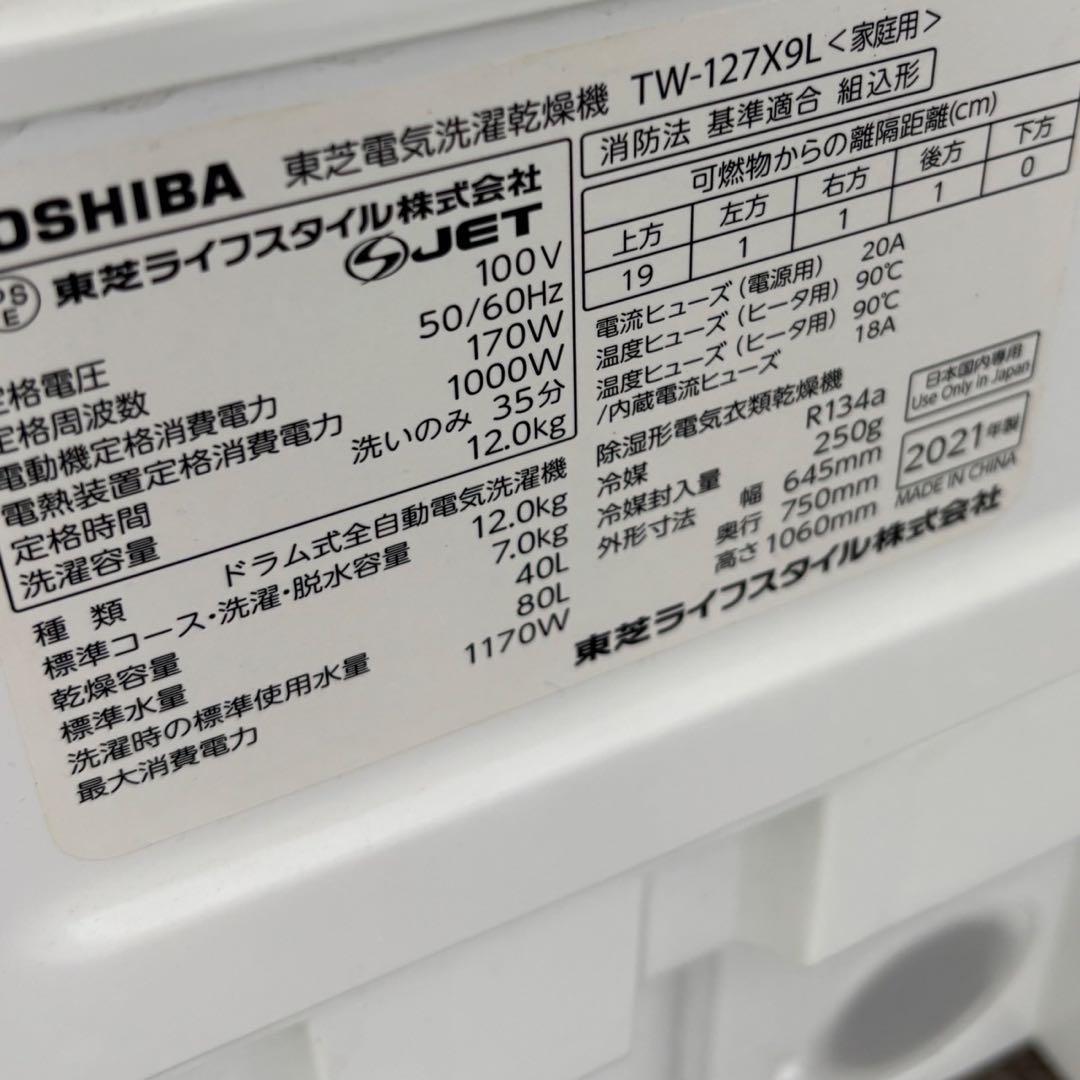 OSHIBA 東芝電気洗濯乾燥機 TW-127X9L<家庭用>
PS
E
東芝ライフスタイル株式会社
S JET
定格電圧 100V
定格周波数 50/60Hz
電動機定格消費電力 170W
電熱装置定格消費電力 1000W
定格時間 洗いのみ 35分
洗濯容量 12.0kg
種 類 ドラム式全自動電気洗濯機
標準コース・洗濯・脱水容量 12.0kg
乾燥容量 7.0kg
標準水量 40L
洗濯時の標準使用水量 80L
最大消費電力 1170W
消防法 基準適合 組込形
可燃物からの離隔距離(cm)
上方 左方 右方 後方 下方
19 1 1 1 0
電流ヒューズ(電源用) 20A
温度ヒューズ(ヒータ用) 90℃
温度ヒューズ(ヒータ用) 90℃
/内蔵電流ヒューズ 18A
除湿形電気衣類乾燥機
冷媒 R134a
冷媒封入量 250g
外形寸法 幅 645mm
奥行 750mm
高さ 1060mm
日本国内専用
Use Only in Japan
2021年製
MADE IN CHINA
東芝ライフスタイル株式会社